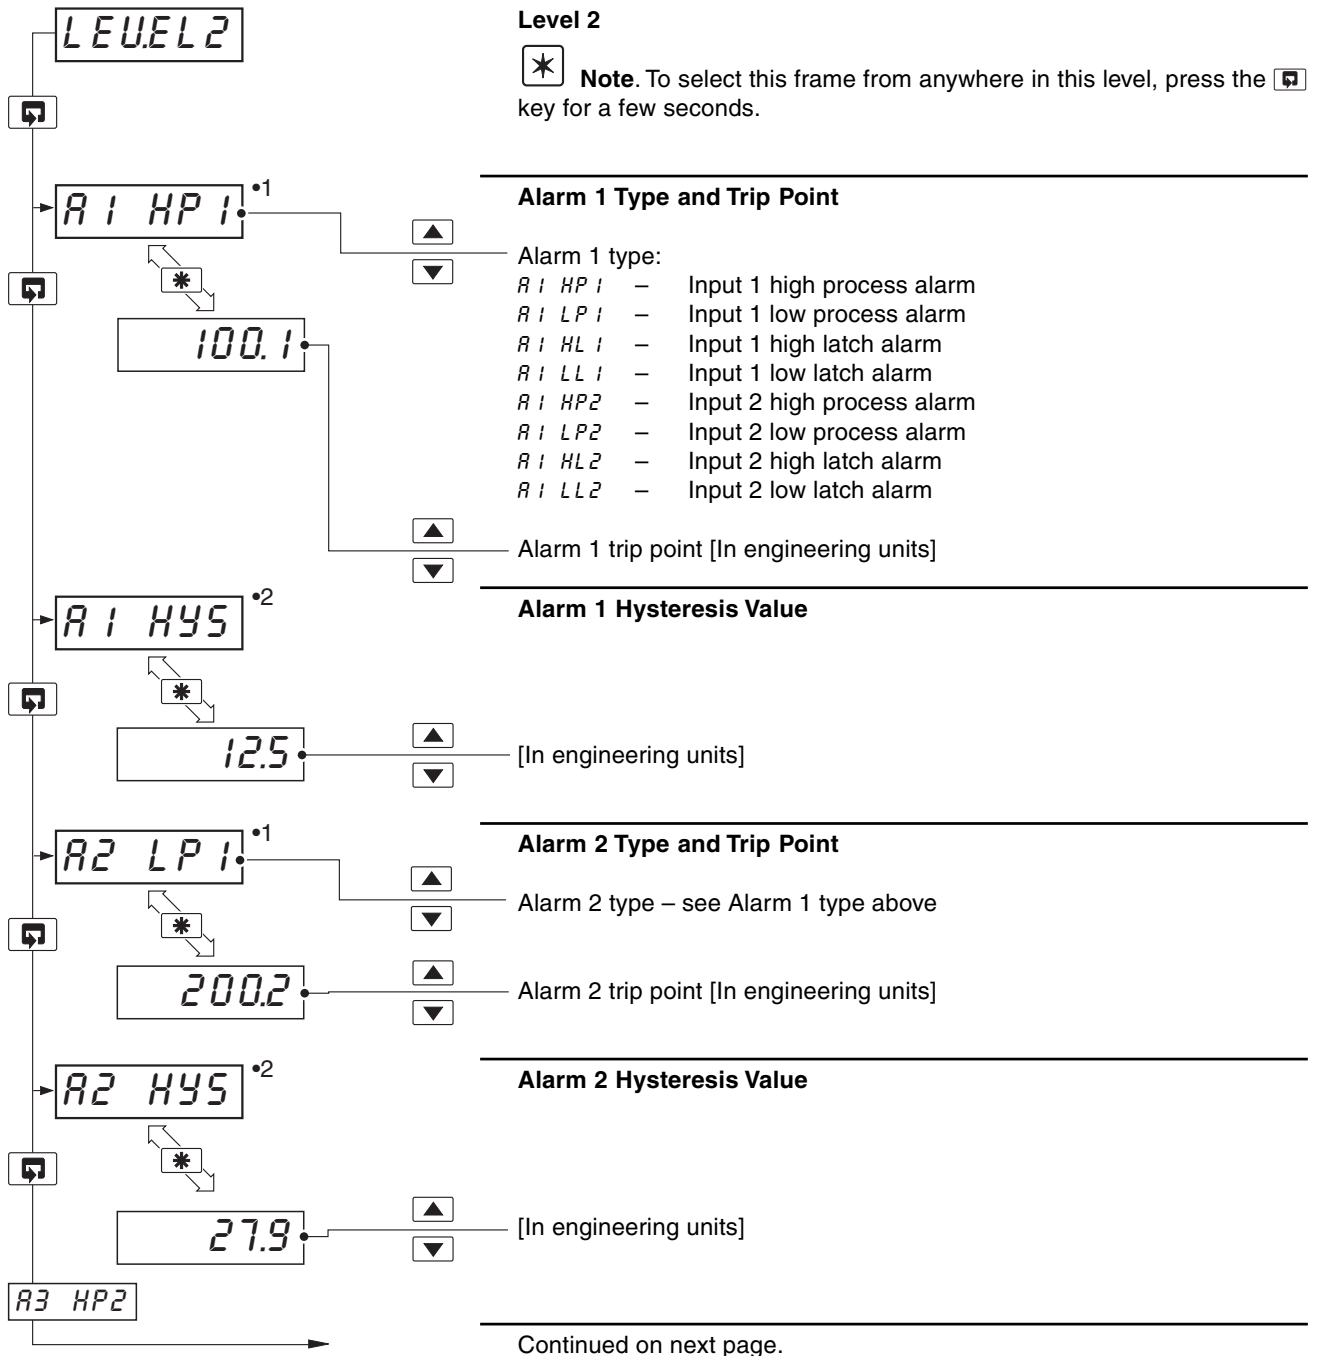 LEV.EL 2
Level 2
Note. To select this frame from anywhere in this level, press the
key for a few seconds.
A1 HP1 •1
Alarm 1 Type and Trip Point
Alarm 1 type:
A1 HP1 – Input 1 high process alarm
A1 LP1 – Input 1 low process alarm
A1 HL1 – Input 1 high latch alarm
A1 LL1 – Input 1 low latch alarm
A1 HP2 – Input 2 high process alarm
A1 LP2 – Input 2 low process alarm
A1 HL2 – Input 2 high latch alarm
A1 LL2 – Input 2 low latch alarm
100.1
Alarm 1 trip point [In engineering units]
A1 HYS •2
Alarm 1 Hysteresis Value
12.5
[In engineering units]
A2 LP1 •1
Alarm 2 Type and Trip Point
Alarm 2 type – see Alarm 1 type above
200.2
Alarm 2 trip point [In engineering units]
A2 HYS •2
Alarm 2 Hysteresis Value
27.9
[In engineering units]
A3 HP2
Continued on next page.